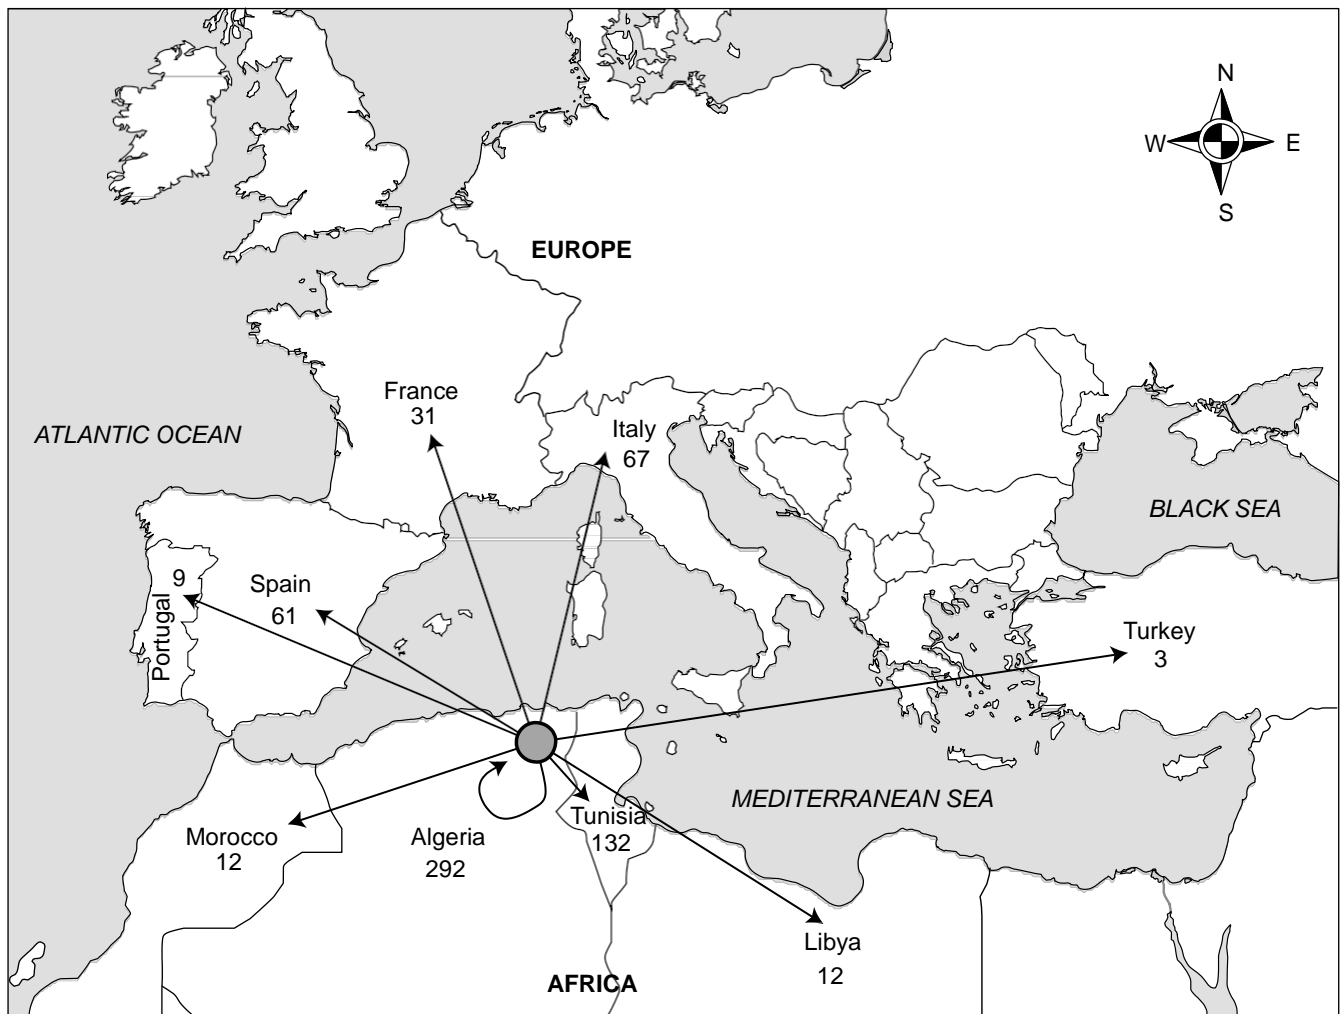 N
W E
S
EUROPE
France
31
Italy
67
ATLANTIC OCEAN
BLACK SEA
Spain
61
9
Portugal
Turkey
3
MEDITERRANEAN SEA
Tunisia
132
Morocco
12
Algeria
292
Libya
12
AFRICA